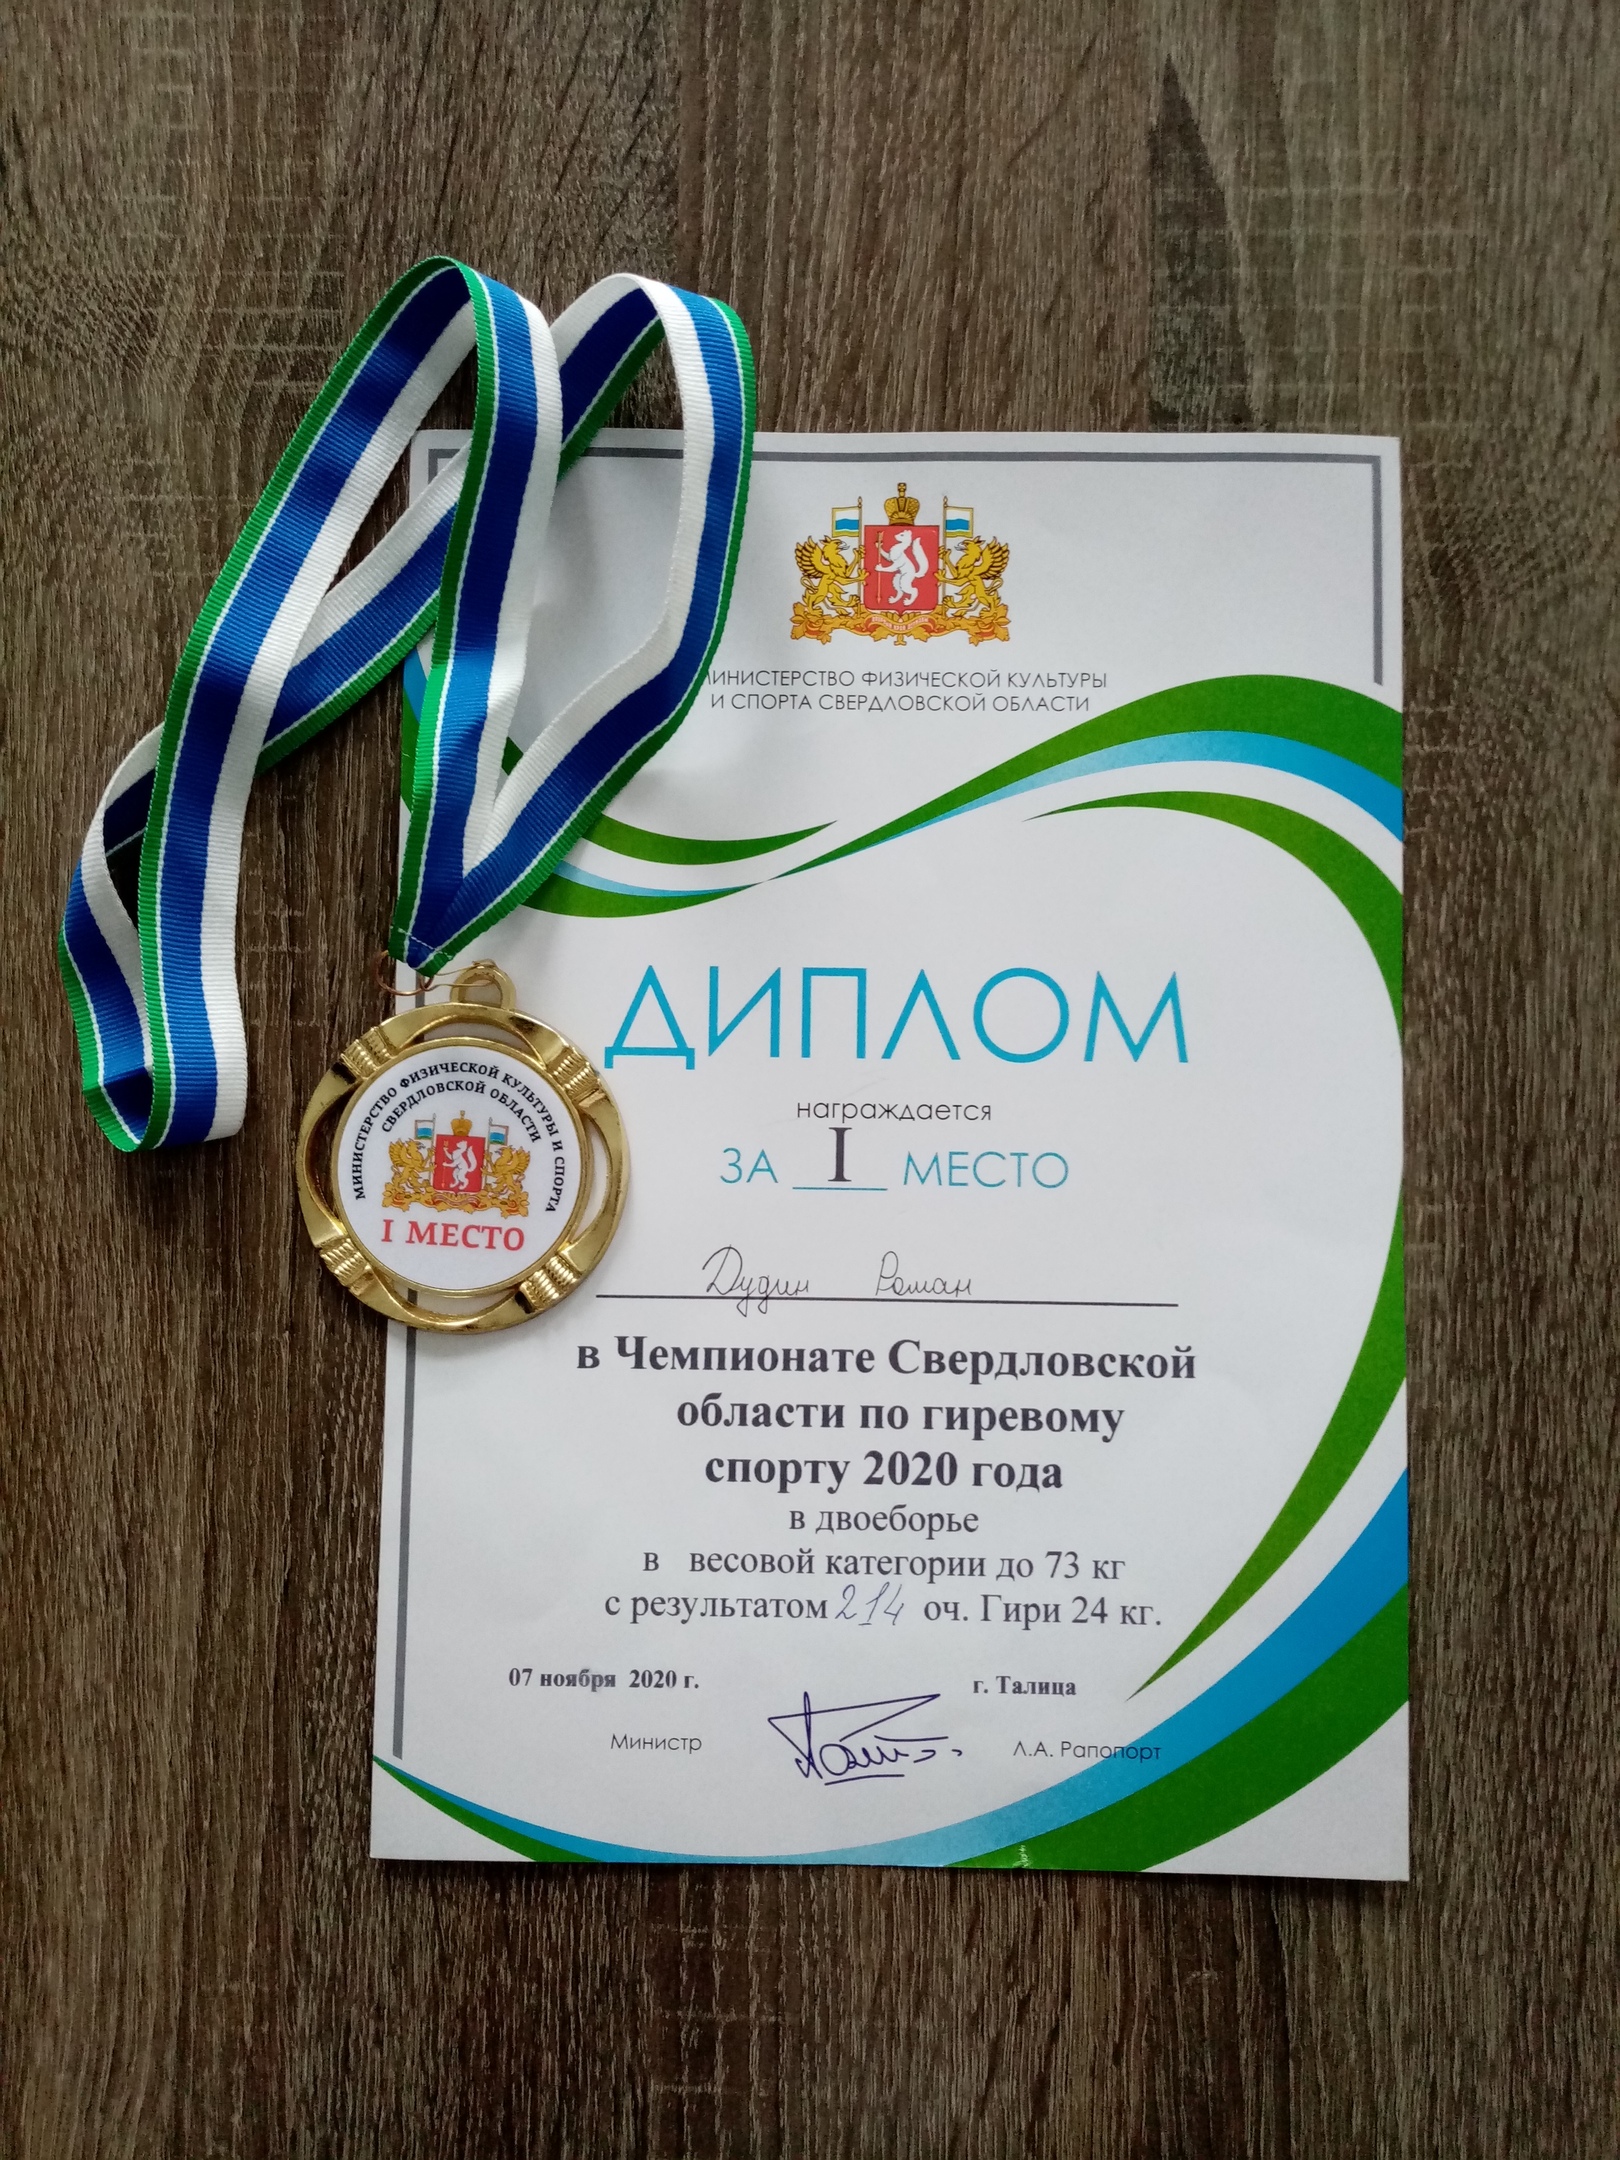 МИНИСТЕРСТВО ФИЗИЧЕСКОЙ КУЛЬТУРЫ
И СПОРТА СВЕРДЛОВСКОЙ ОБЛАСТИ
ДИПЛОМ
награждается
ЗА I МЕСТО
Дудин Роман
в Чемпионате Свердловской
области по гиревому
спорту 2020 года
в двоеборье
в весовой категории до 73 кг
с результатом 214 оч. Гири 24 кг.
07 ноября 2020 г. г. Талица
Министр Л.А. Рапопорт
МИНИСТЕРСТВО ФИЗИЧЕСКОЙ КУЛЬТУРЫ И СПОРТА
СВЕРДЛОВСКОЙ ОБЛАСТИ
I МЕСТО